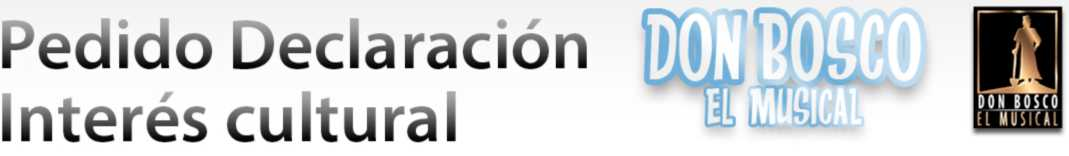 Pedido Declaración
Interés cultural
DON BOSCO
EL MUSICAL
DON BOSCO
EL MUSICAL